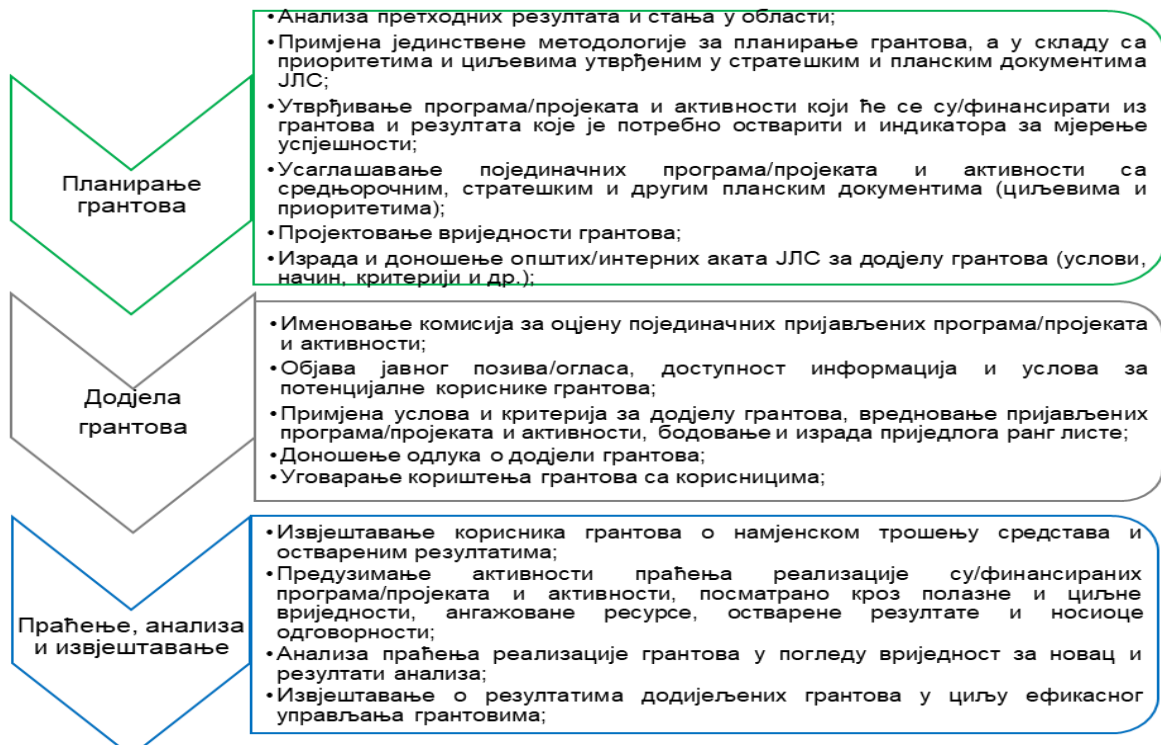 Планирање
грантова
•Анализа претходних резултата и стања у области;
•Примјена јединствене методологије за планирање грантова, а у складу са
приоритетима и циљевима утврђеним у стратешким и планским документима
ЈЛС;
•Утврђивање програма/пројеката и активности који ће се су/финансирати из
грантова и резултата које је потребно остварити и индикатора за мјерење
успјешности;
•Усаглашавање појединачних програма/пројеката и активности са
средњорочним, стратешким и другим планским документима (циљевима и
приоритетима);
•Пројектовање вриједности грантова;
•Израда и доношење општих/интерних аката ЈЛС за додјелу грантова (услови,
начин, критерији и др.);
Додјела
грантова
•Именовање комисија за оцјену појединачних пријављених програма/пројеката
и активности;
•Објава јавног позива/огласа, доступност информација и услова за
потенцијалне кориснике грантова;
•Примјена услова и критерија за додјелу грантова, вредновање пријављених
програма/пројеката и активности, бодовање и израда приједлога ранг листе;
•Доношење одлука о додјели грантова;
•Уговарање кориштења грантова са корисницима;
Праћење, анализа
и извјештавање
•Извјештавање корисника грантова о намјенском трошењу средстава и
оствареним резултатима;
•Предузимање активности праћења реализације су/финансираних
програма/пројеката и активности, посматрано кроз полазне и циљне
вриједности, ангажоване ресурсе, остварене резултате и носиоце
одговорности;
•Анализа праћења реализације грантова у погледу вриједност за новац и
резултати анализа;
•Извјештавање о резултатима додијељених грантова у циљу ефикасног
управљања грантовима;